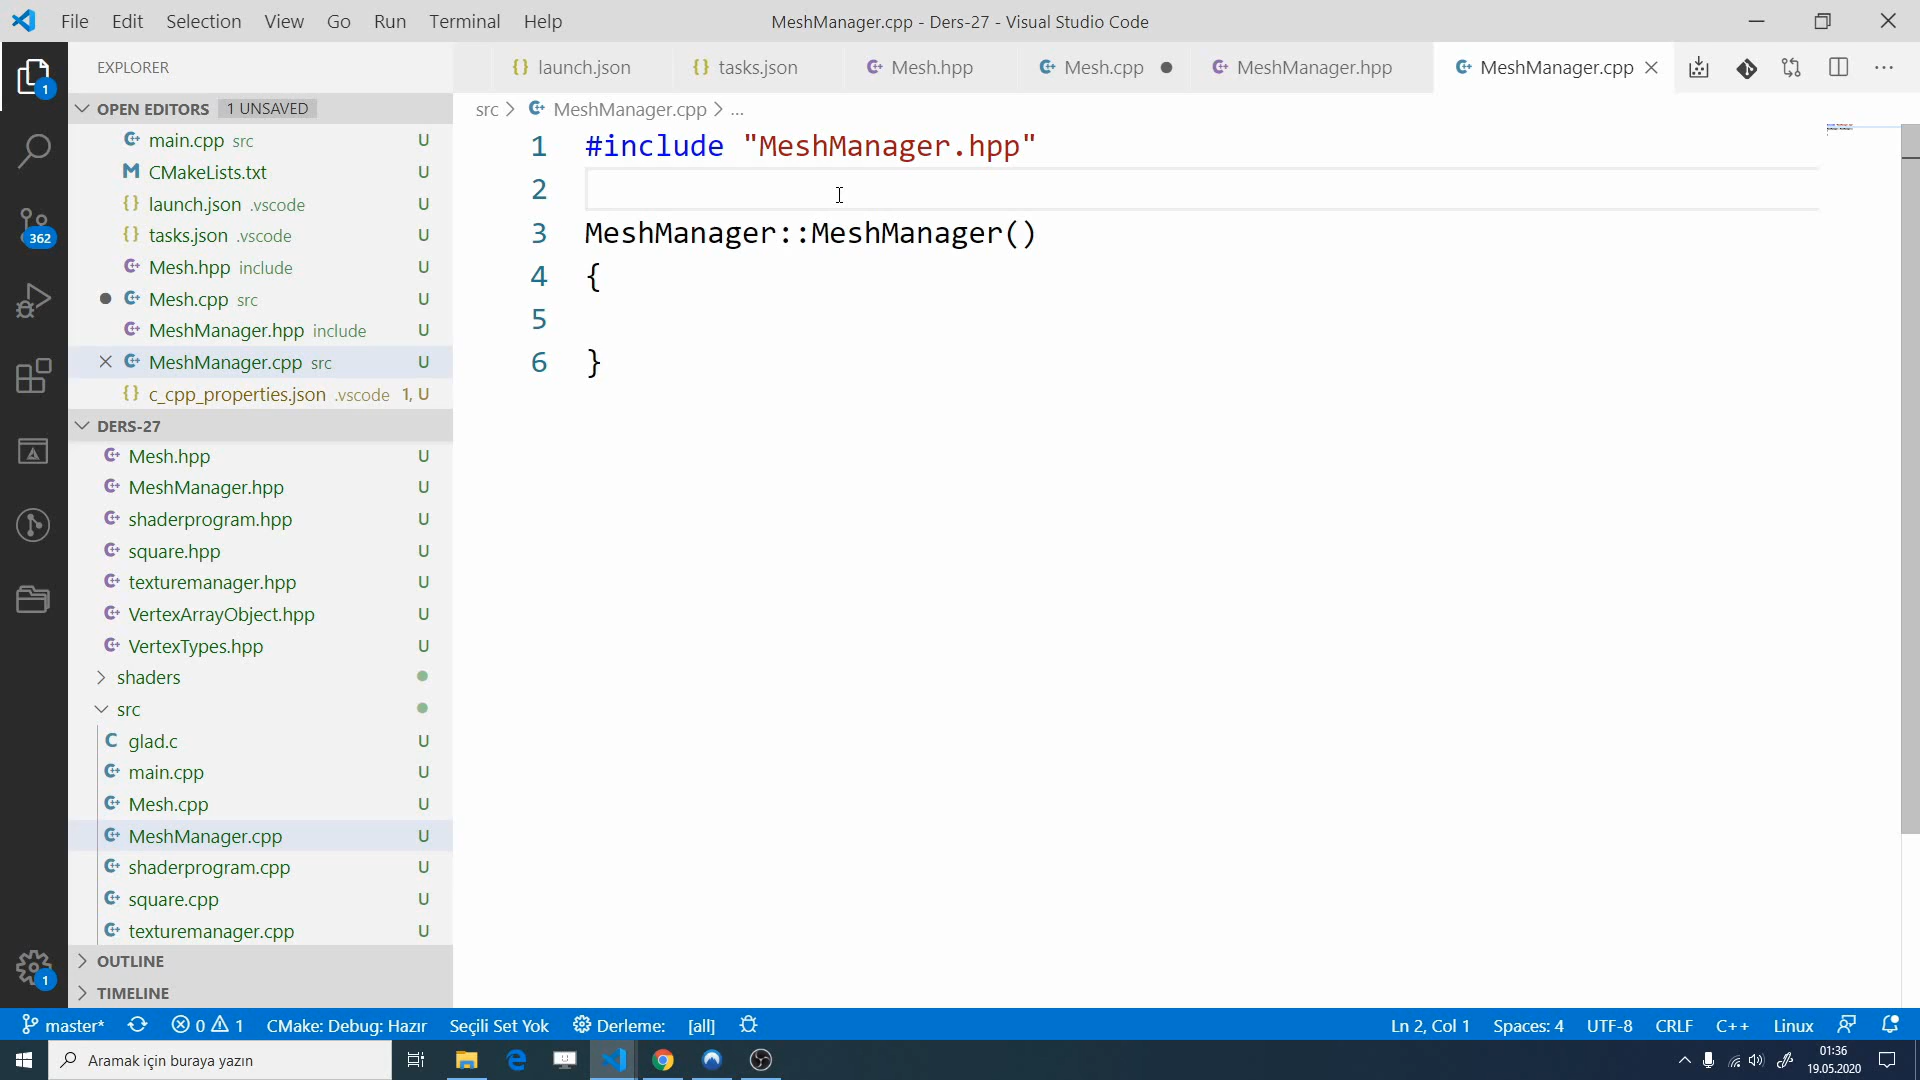 File Edit Selection View Go Run Terminal Help
MeshManager.cpp - Ders-27 - Visual Studio Code
EXPLORER
launch.json
tasks.json
Mesh.hpp
Mesh.cpp
MeshManager.hpp
MeshManager.cpp
OPEN EDITORS 1 UNSAVED
main.cpp src U
CMakeLists.txt U
launch.json .vscode U
tasks.json .vscode U
Mesh.hpp include U
Mesh.cpp src U
MeshManager.hpp include U
MeshManager.cpp src U
c_cpp_properties.json .vscode 1, U
DERS-27
Mesh.hpp U
MeshManager.hpp U
shaderprogram.hpp U
square.hpp U
texturemanager.hpp U
VertexArrayObject.hpp U
VertexTypes.hpp U
shaders
src
glad.c U
main.cpp U
Mesh.cpp U
MeshManager.cpp U
shaderprogram.cpp U
square.cpp U
texturemanager.cpp U
OUTLINE
TIMELINE
1
362
1
src > MeshManager.cpp > ...
1 #include "MeshManager.hpp"
2
3 MeshManager::MeshManager()
4 {
5
6 }
master* 0 1 CMake: Debug: Hazır Seçili Set Yok Derleme: [all]
Ln 2, Col 1 Spaces: 4 UTF-8 CRLF C++ Linux
Aramak için buraya yazın
01:36
19.05.2020